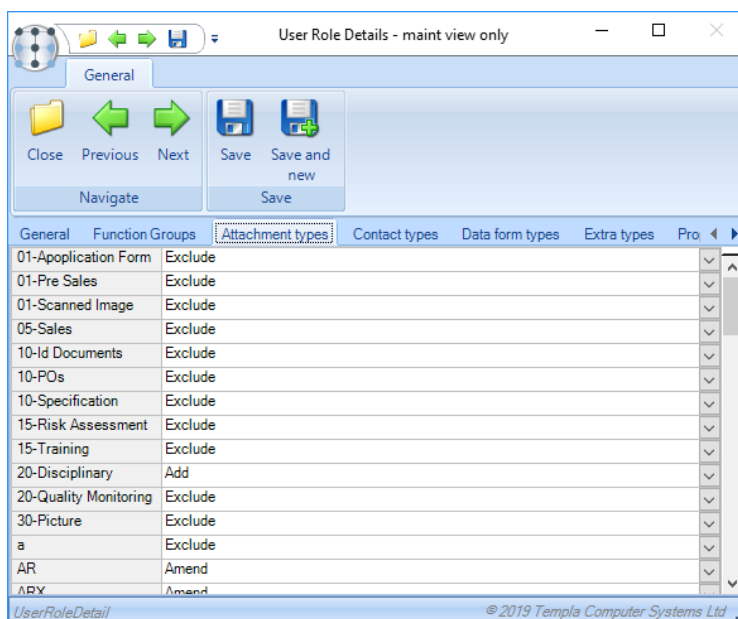 User Role Details - maint view only
General
Close Previous Next Save Save and new
Navigate Save
General Function Groups Attachment types Contact types Data form types Extra types Pro
01-Apoplication Form Exclude
01-Pre Sales Exclude
01-Scanned Image Exclude
05-Sales Exclude
10-Id Documents Exclude
10-POs Exclude
10-Specification Exclude
15-Risk Assessment Exclude
15-Training Exclude
20-Disciplinary Add
20-Quality Monitoring Exclude
30-Picture Exclude
a Exclude
AR Amend
ARX Amend
UserRoleDetail © 2019 Templa Computer Systems Ltd